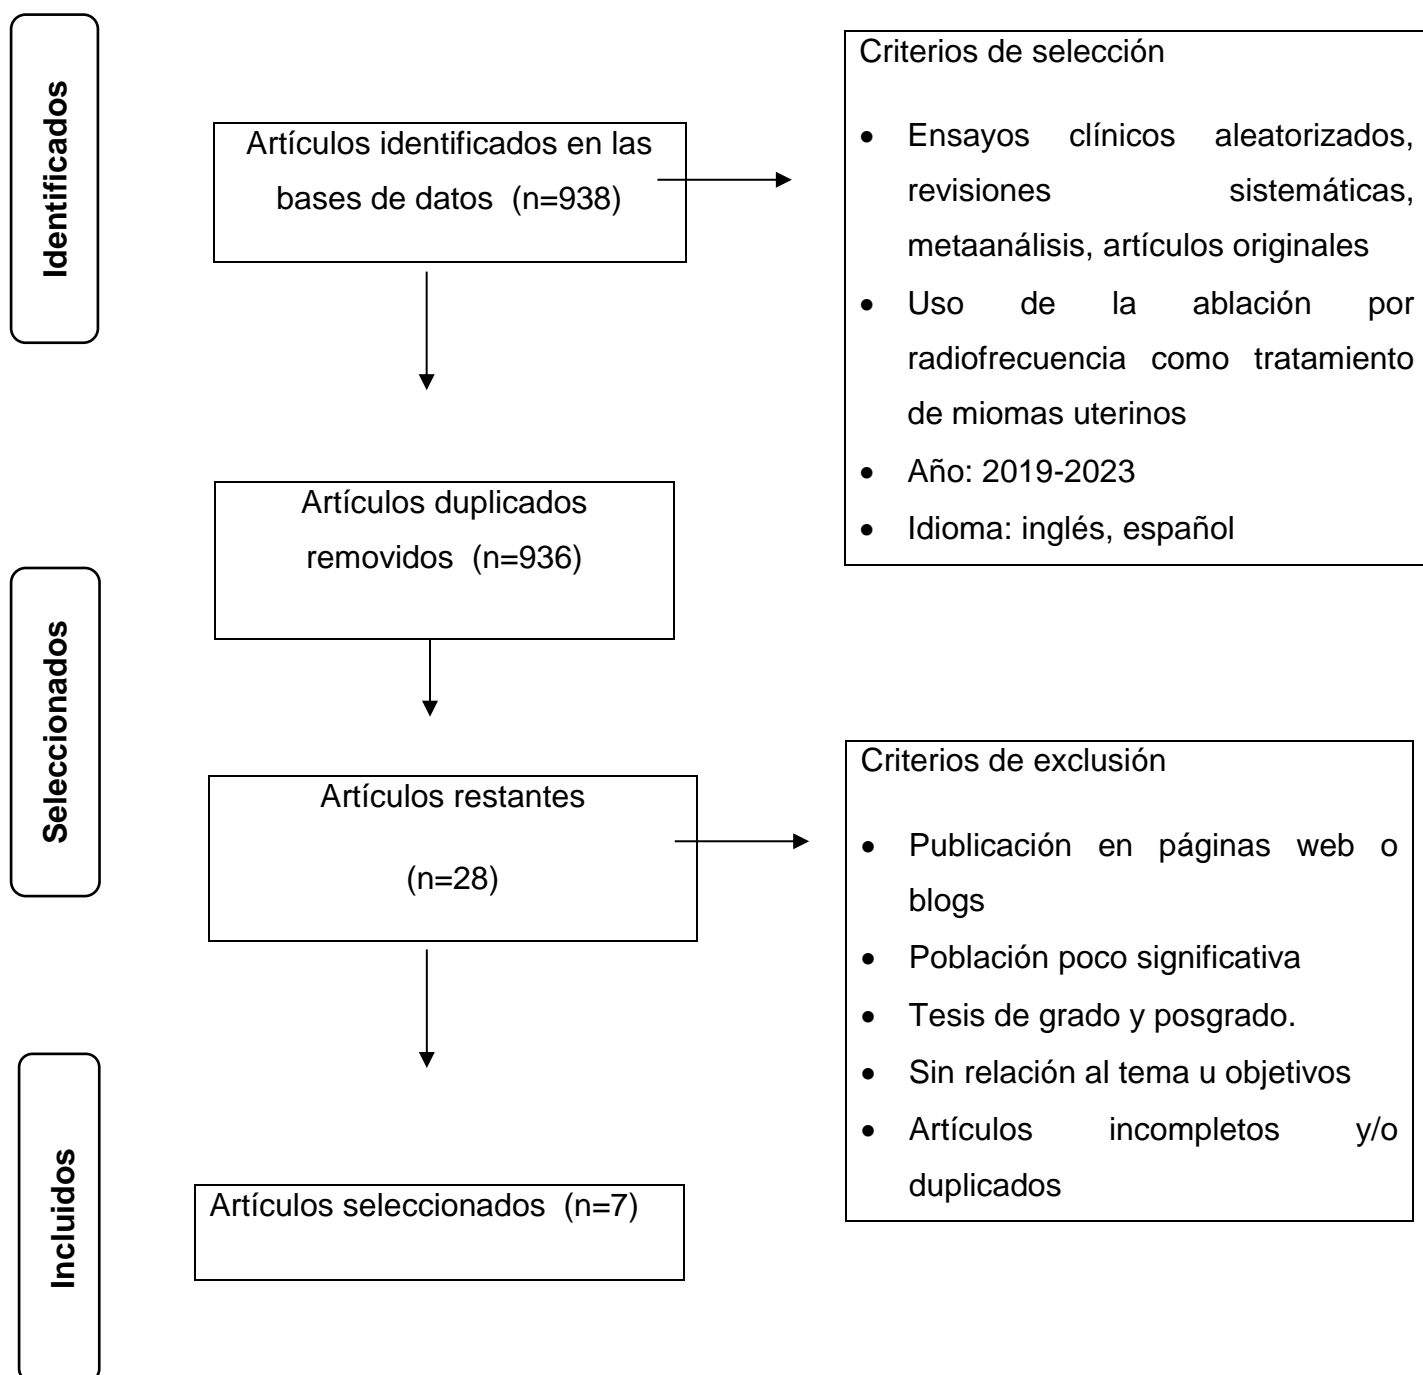 Identificados
Artículos identificados en las
bases de datos (n=938)
Criterios de selección
• Ensayos clínicos aleatorizados,
revisiones sistemáticas,
metaanálisis, artículos originales
• Uso de la ablación por
radiofrecuencia como tratamiento
de miomas uterinos
• Año: 2019-2023
• Idioma: inglés, español
Seleccionados
Artículos duplicados
removidos (n=936)
Artículos restantes
(n=28)
Criterios de exclusión
• Publicación en páginas web o
blogs
• Población poco significativa
• Tesis de grado y posgrado.
• Sin relación al tema u objetivos
• Artículos incompletos y/o
duplicados
Incluidos
Artículos seleccionados (n=7)